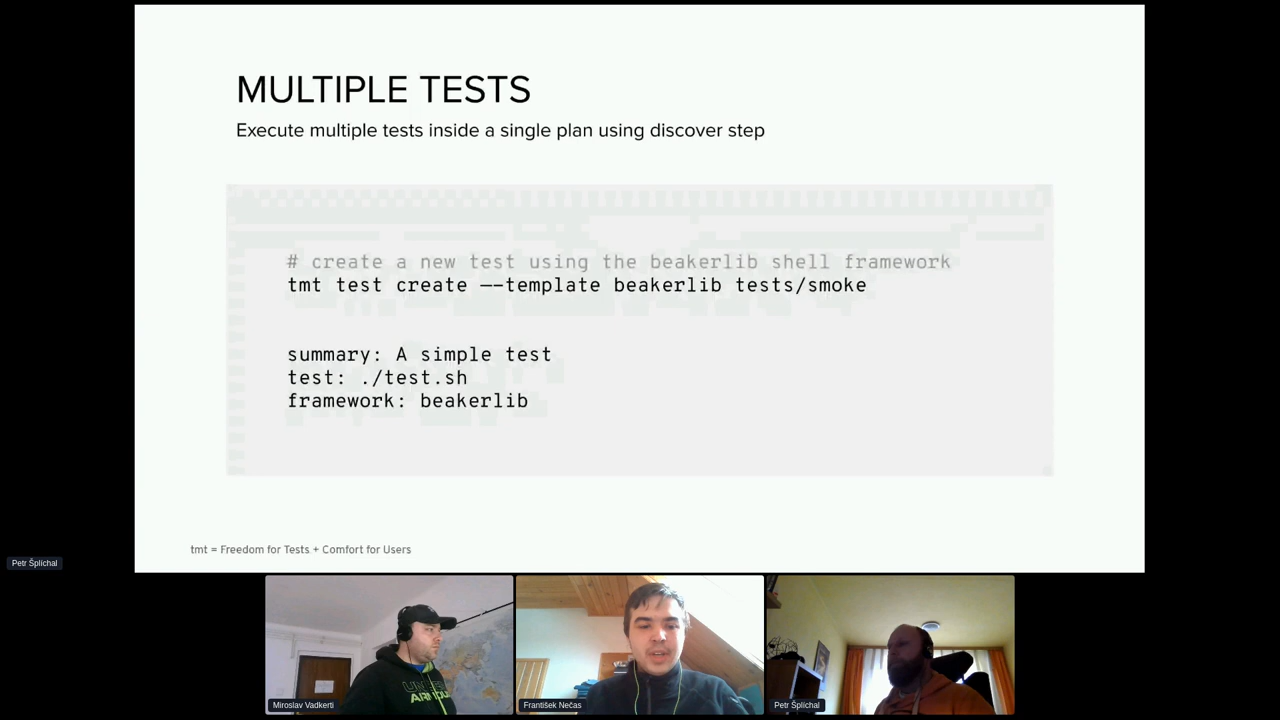 MULTIPLE TESTS
Execute multiple tests inside a single plan using discover step
# create a new test using the beakerlib shell framework
tmt test create --template beakerlib tests/smoke
summary: A simple test
test: ./test.sh
framework: beakerlib
tmt = Freedom for Tests + Comfort for Users
Petr Šplíchal
UNDER
ARMOUR
Miroslav Vadkerti
František Nečas
Petr Šplíchal